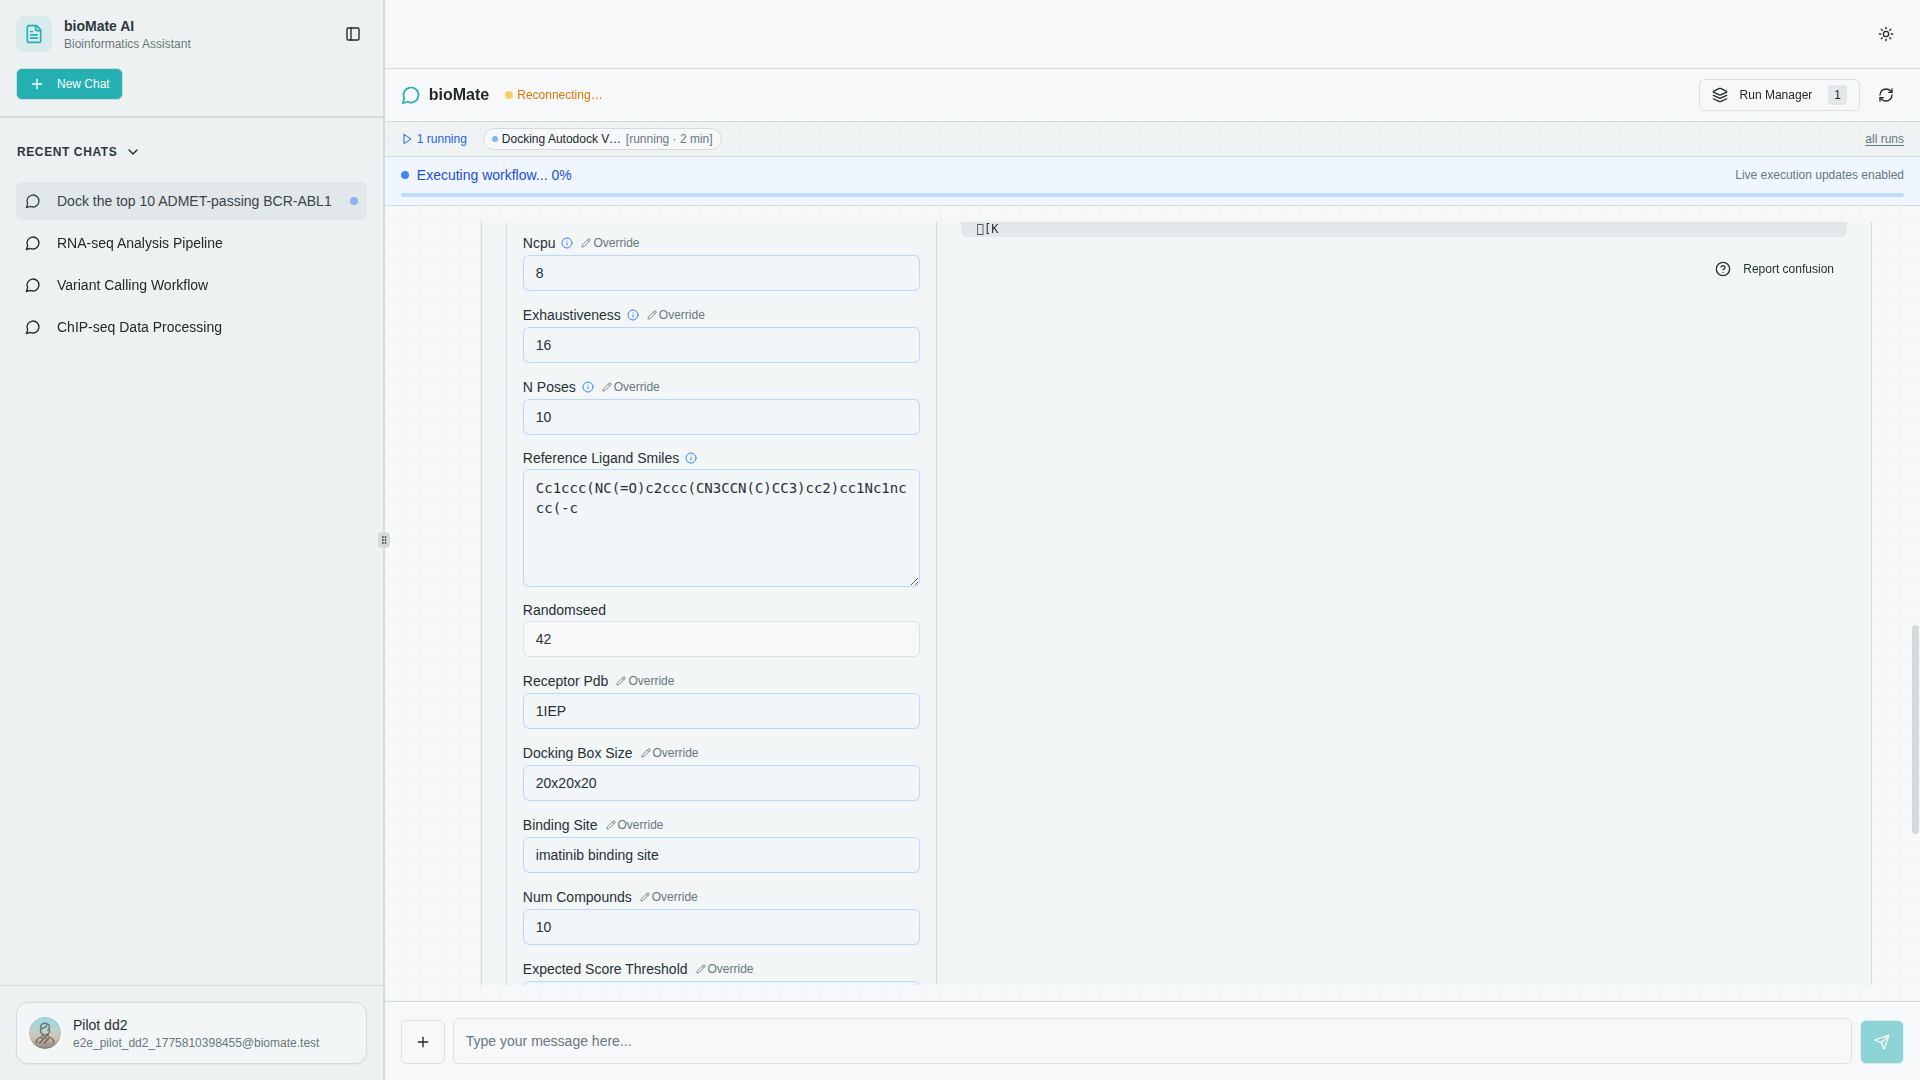 bioMate AI
Bioinformatics Assistant
New Chat
RECENT CHATS
Dock the top 10 ADMET-passing BCR-ABL1
RNA-seq Analysis Pipeline
Variant Calling Workflow
ChIP-seq Data Processing
Pilot dd2
e2e_pilot_dd2_1775810398455@biomate.test
bioMate
Reconnecting…
Run Manager 1
1 running
Docking Autodock V… [running · 2 min]
all runs
Executing workflow... 0%
Live execution updates enabled
Ncpu Override
8
Exhaustiveness Override
16
N Poses Override
10
Reference Ligand Smiles
Cc1ccc(NC(=O)c2ccc(CN3CCN(C)CC3)cc2)cc1Nc1nc
cc(-c
Randomseed
42
Receptor Pdb Override
1IEP
Docking Box Size Override
20x20x20
Binding Site Override
imatinib binding site
Num Compounds Override
10
Expected Score Threshold Override
[K
Report confusion
Type your message here...